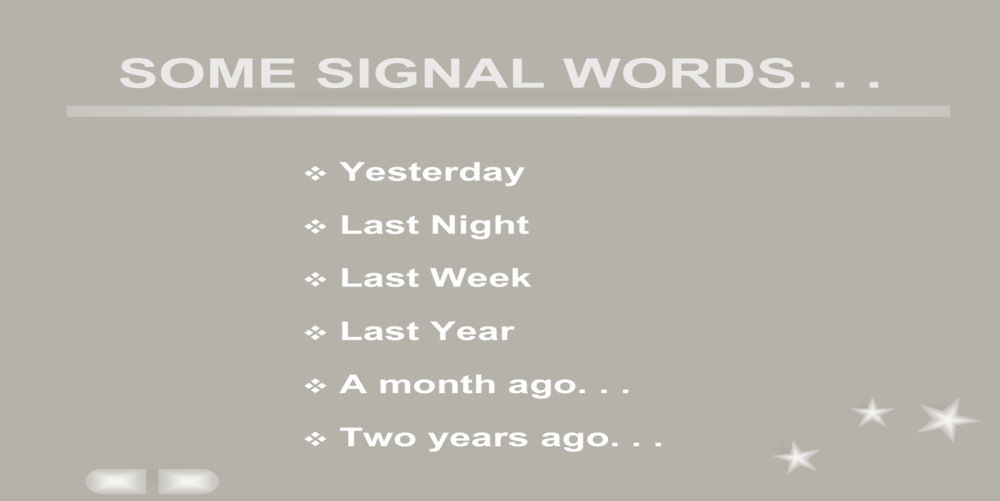 SOME SIGNAL WORDS. . .
❖ Yesterday
❖ Last Night
❖ Last Week
❖ Last Year
❖ A month ago. . .
❖ Two years ago. . .